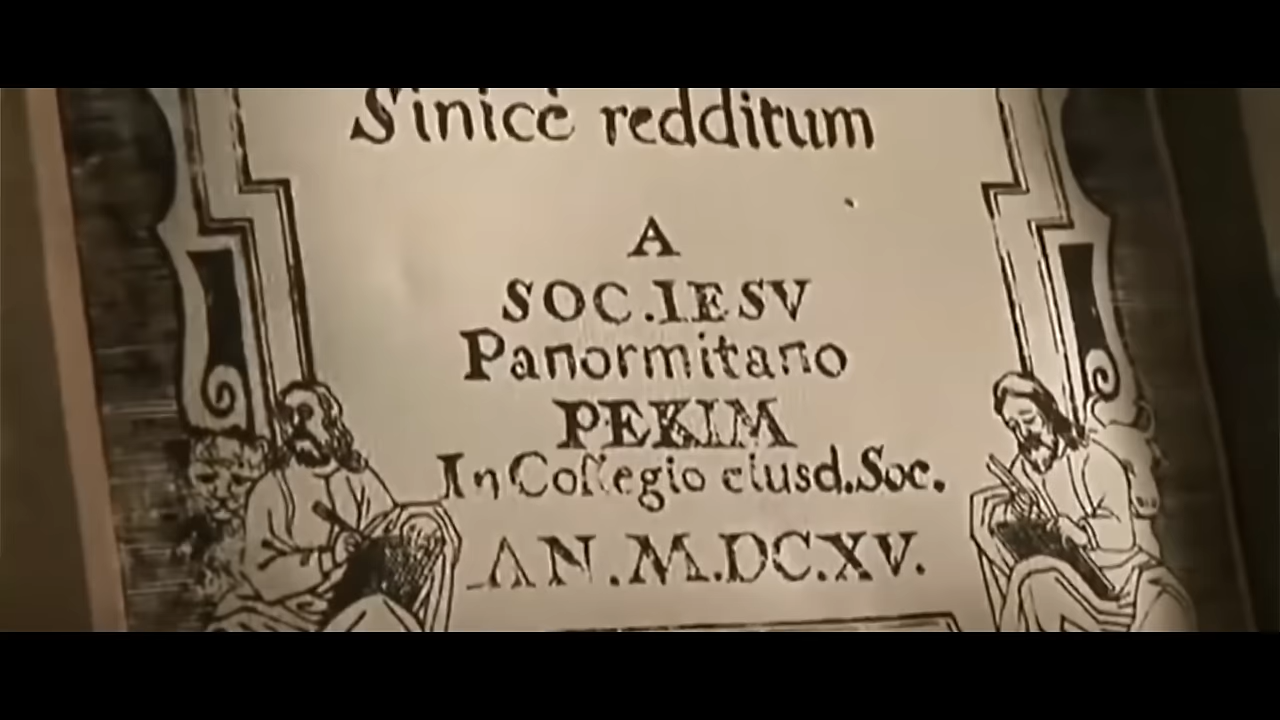 Sinicè redditum
A
SOC.IESV
Panormitano
PEKIM
In Collegio eiusd.Soc.
AN.M.DC.XV.